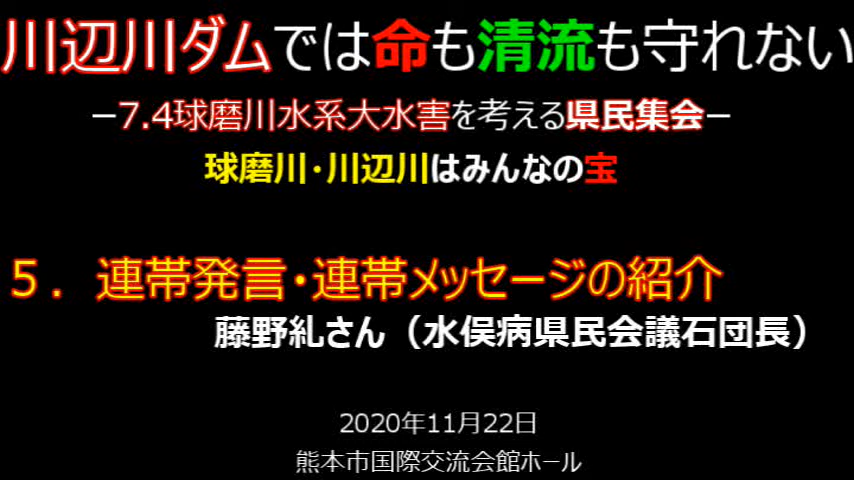 川辺川ダムでは命も清流も守れない
－7.4球磨川水系大水害を考える県民集会－
球磨川・川辺川はみんなの宝
５．連帯発言・連帯メッセージの紹介
藤野糺さん（水俣病県民会議石団長）
2020年11月22日
熊本市国際交流会館ホール